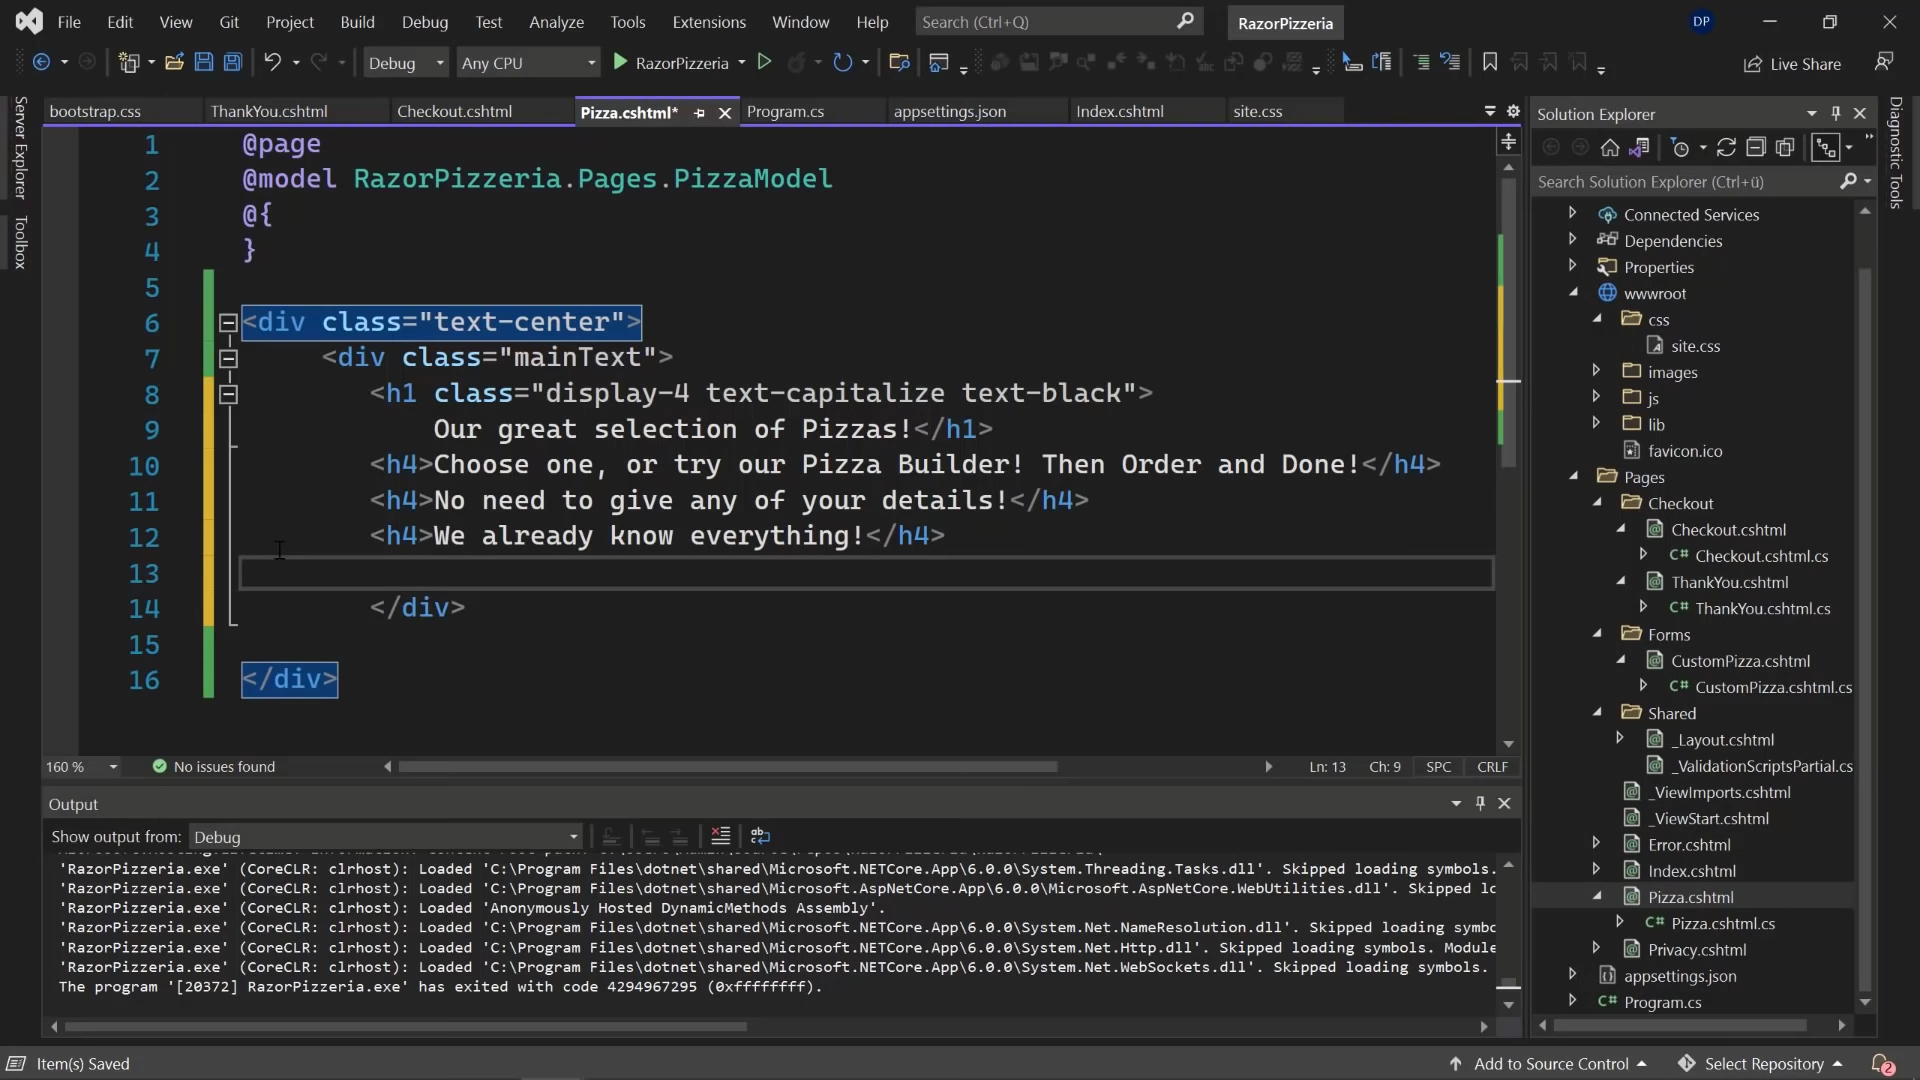 File Edit View Git Project Build Debug Test Analyze Tools Extensions Window Help Search (Ctrl+Q) RazorPizzeria DP
Debug Any CPU RazorPizzeria Live Share
Server Explorer
Toolbox
bootstrap.css ThankYou.cshtml Checkout.cshtml Pizza.cshtml* Program.cs appsettings.json Index.cshtml site.css
1 @page
2 @model RazorPizzeria.Pages.PizzaModel
3 @{
4 }
5
6 <div class="text-center">
7 <div class="mainText">
8 <h1 class="display-4 text-capitalize text-black">
9 Our great selection of Pizzas!</h1>
10 <h4>Choose one, or try our Pizza Builder! Then Order and Done!</h4>
11 <h4>No need to give any of your details!</h4>
12 <h4>We already know everything!</h4>
13
14 </div>
15
16 </div>
160 % No issues found Ln: 13 Ch: 9 SPC CRLF
Output
Show output from: Debug
'RazorPizzeria.exe' (CoreCLR: clrhost): Loaded 'C:\Program Files\dotnet\shared\Microsoft.NETCore.App\6.0.0\System.Threading.Tasks.dll'. Skipped loading symbols.
'RazorPizzeria.exe' (CoreCLR: clrhost): Loaded 'C:\Program Files\dotnet\shared\Microsoft.AspNetCore.App\6.0.0\Microsoft.AspNetCore.WebUtilities.dll'. Skipped lo
'RazorPizzeria.exe' (CoreCLR: clrhost): Loaded 'Anonymously Hosted DynamicMethods Assembly'.
'RazorPizzeria.exe' (CoreCLR: clrhost): Loaded 'C:\Program Files\dotnet\shared\Microsoft.NETCore.App\6.0.0\System.Net.NameResolution.dll'. Skipped loading symbo
'RazorPizzeria.exe' (CoreCLR: clrhost): Loaded 'C:\Program Files\dotnet\shared\Microsoft.NETCore.App\6.0.0\System.Net.Http.dll'. Skipped loading symbols. Module
'RazorPizzeria.exe' (CoreCLR: clrhost): Loaded 'C:\Program Files\dotnet\shared\Microsoft.NETCore.App\6.0.0\System.Net.WebSockets.dll'. Skipped loading symbols.
The program '[20372] RazorPizzeria.exe' has exited with code 4294967295 (0xffffffff).
Solution Explorer
Search Solution Explorer (Ctrl+ü)
Connected Services
Dependencies
Properties
wwwroot
css
site.css
images
js
lib
favicon.ico
Pages
Checkout
Checkout.cshtml
C# Checkout.cshtml.cs
ThankYou.cshtml
C# ThankYou.cshtml.cs
Forms
CustomPizza.cshtml
C# CustomPizza.cshtml.cs
Shared
_Layout.cshtml
_ValidationScriptsPartial.cs
_ViewImports.cshtml
_ViewStart.cshtml
Error.cshtml
Index.cshtml
Pizza.cshtml
C# Pizza.cshtml.cs
Privacy.cshtml
appsettings.json
C# Program.cs
Diagnostic Tools
Item(s) Saved Add to Source Control Select Repository 2